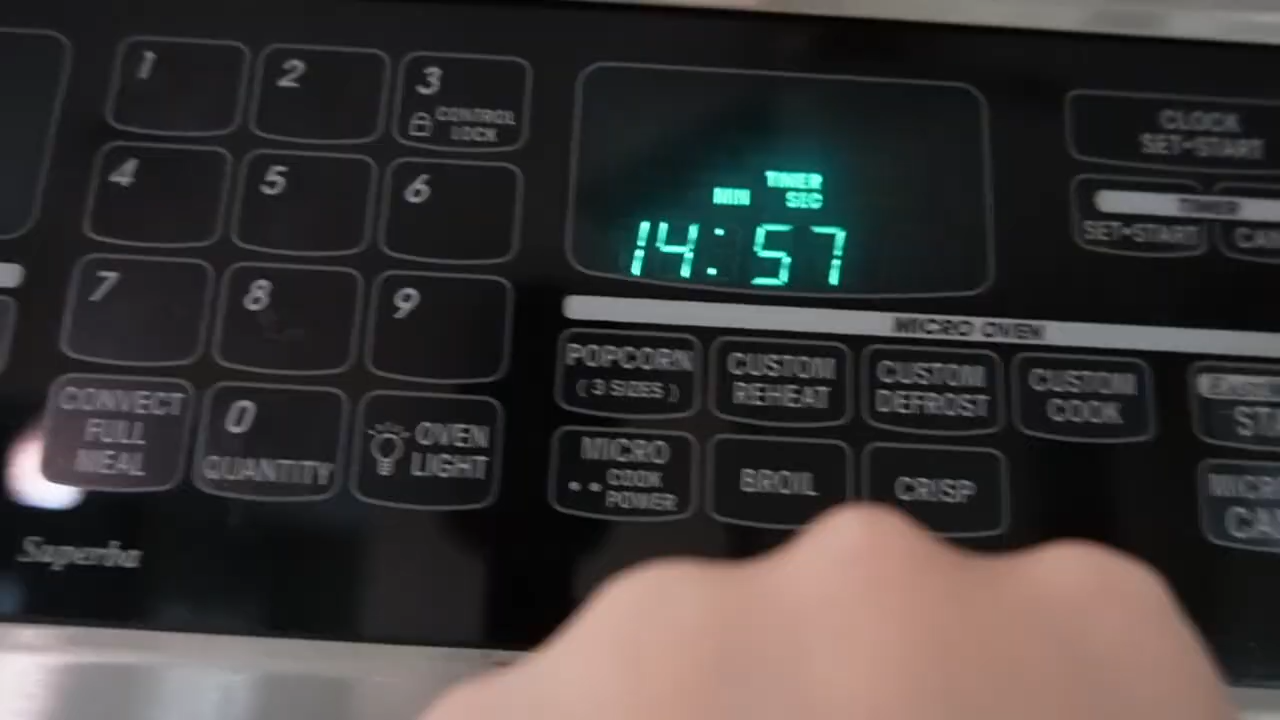 1
2
3
CONTROL
LOCK
4
5
6
7
8
9
CONVECT
FULL
MEAL
0
QUANTITY
OVEN
LIGHT
Superba
TIMER
MIN SEC
14:57
MICRO OVEN
POPCORN
(3 SIZES)
CUSTOM
REHEAT
CUSTOM
DEFROST
CUSTOM
COOK
MICRO
COOK
POWER
BROIL
CRISP
CLOCK
SET•START
TIMER
SET•START